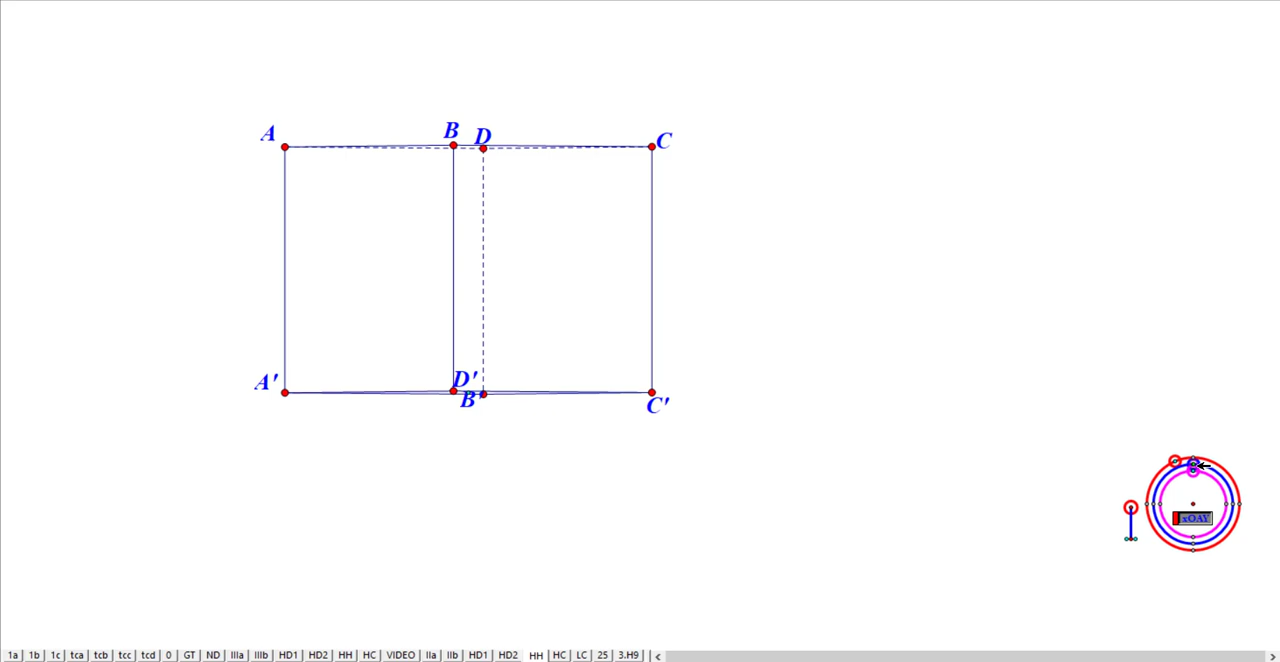 A B D C
A' D' B' C'
xOAY
1a 1b 1c tca tcb tcc tcd 0 GT ND IIIa IIIb HD1 HD2 HH HC VIDEO IIa IIb HD1 HD2 HH HC LC 25 3.H9